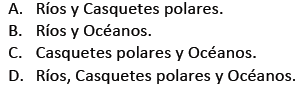 A. Ríos y Casquetes polares.
B. Ríos y Océanos.
C. Casquetes polares y Océanos.
D. Ríos, Casquetes polares y Océanos.